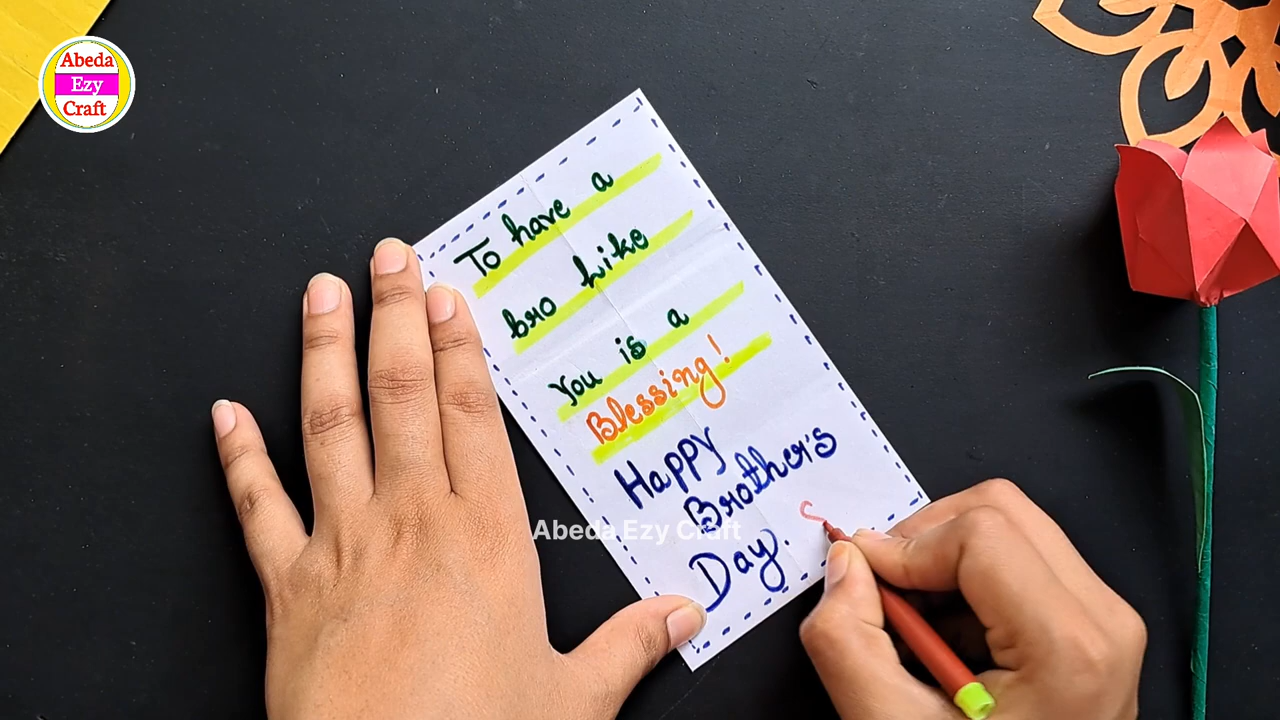 Abeda
Ezy
Craft
To have a
bro Like
you is a
Blessing!
Happy
Brother's
Day.
Abeda Ezy Craft